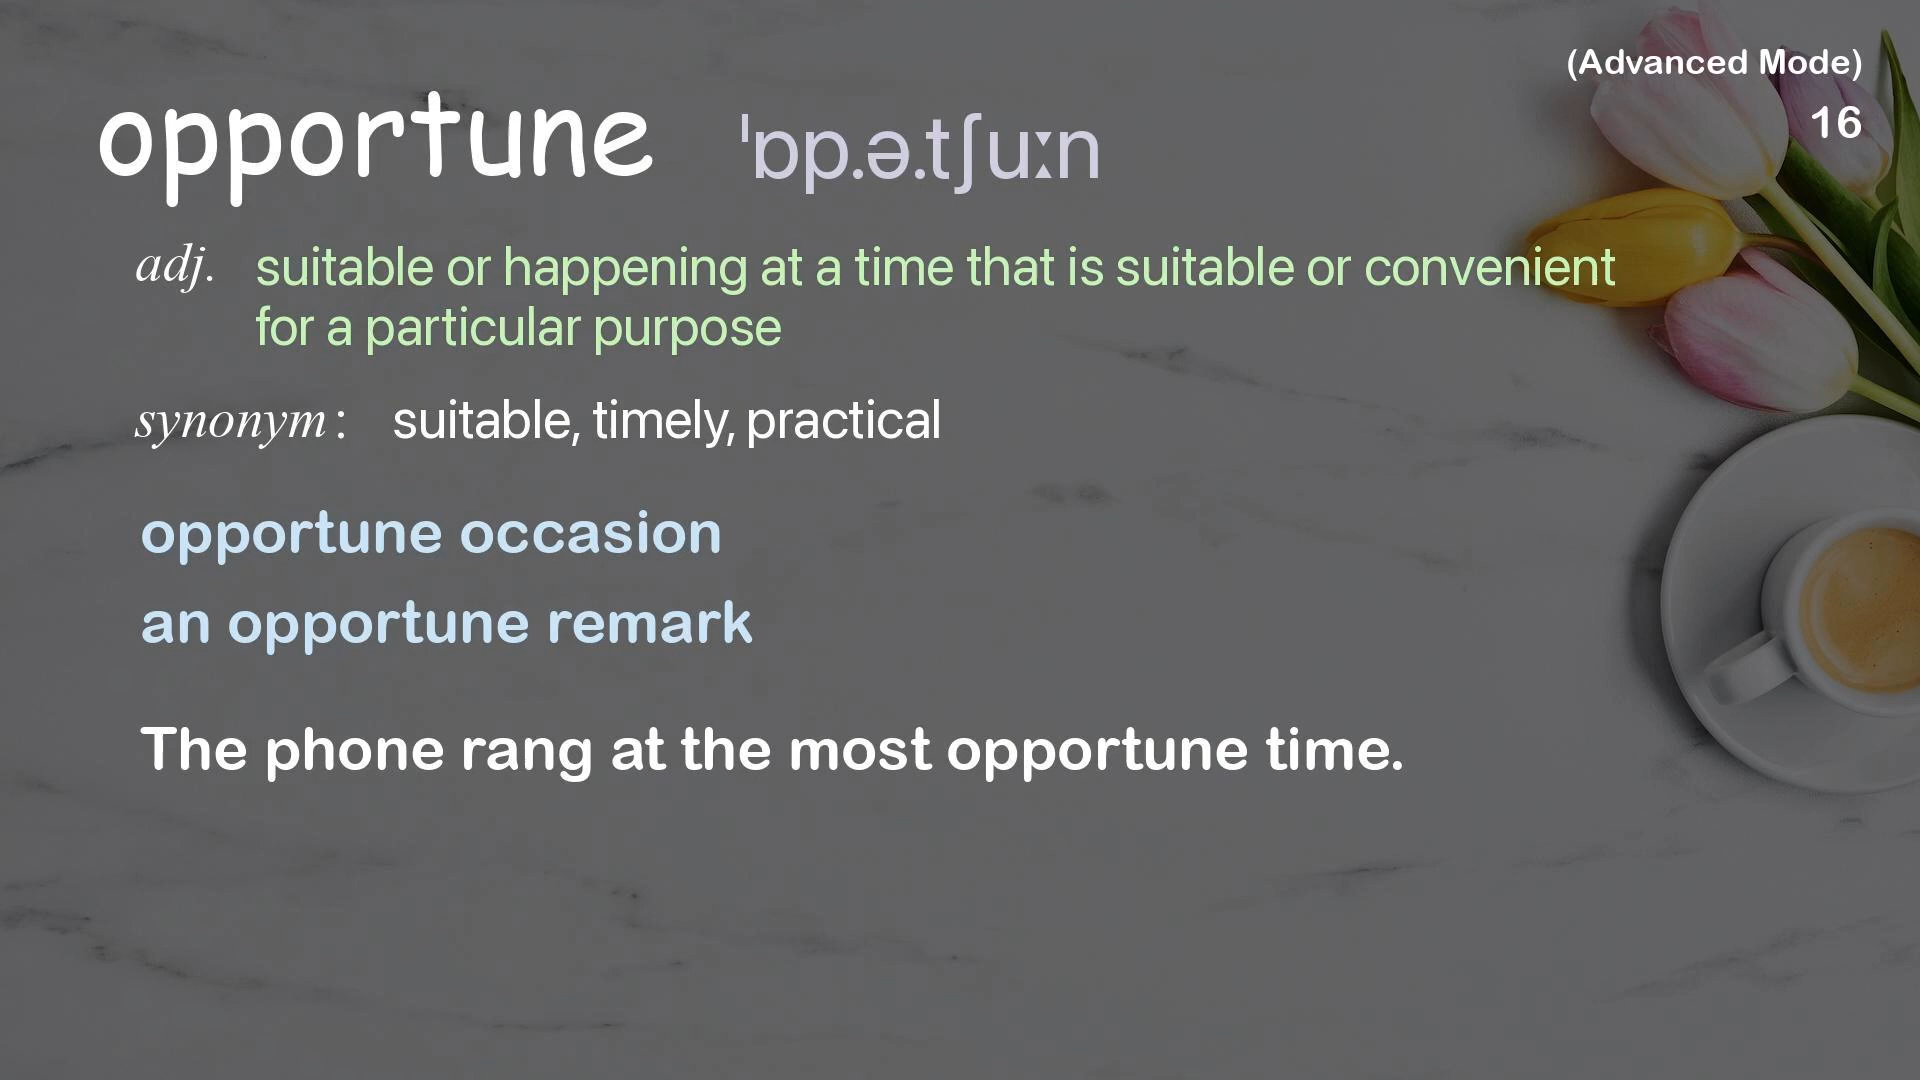 (Advanced Mode)
16
opportune ˈɒp.ə.tʃuːn
adj. suitable or happening at a time that is suitable or convenient
for a particular purpose
synonym : suitable, timely, practical
opportune occasion
an opportune remark
The phone rang at the most opportune time.